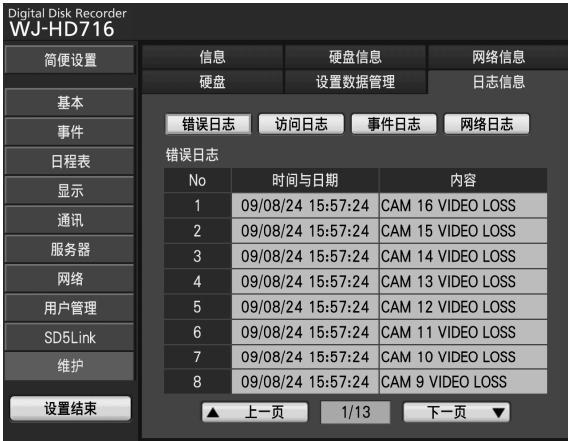 Digital Disk Recorder
WJ-HD716
简便设置
基本
事件
日程表
显示
通讯
服务器
网络
用户管理
SD5Link
维护
设置结束
信息 硬盘信息 网络信息
硬盘 设置数据管理 日志信息
错误日志 访问日志 事件日志 网络日志
错误日志
No 时间与日期 内容
1 09/08/24 15:57:24 CAM 16 VIDEO LOSS
2 09/08/24 15:57:24 CAM 15 VIDEO LOSS
3 09/08/24 15:57:24 CAM 14 VIDEO LOSS
4 09/08/24 15:57:24 CAM 13 VIDEO LOSS
5 09/08/24 15:57:24 CAM 12 VIDEO LOSS
6 09/08/24 15:57:24 CAM 11 VIDEO LOSS
7 09/08/24 15:57:24 CAM 10 VIDEO LOSS
8 09/08/24 15:57:24 CAM 9 VIDEO LOSS
▲ 上一页 1/13 下一页 ▼